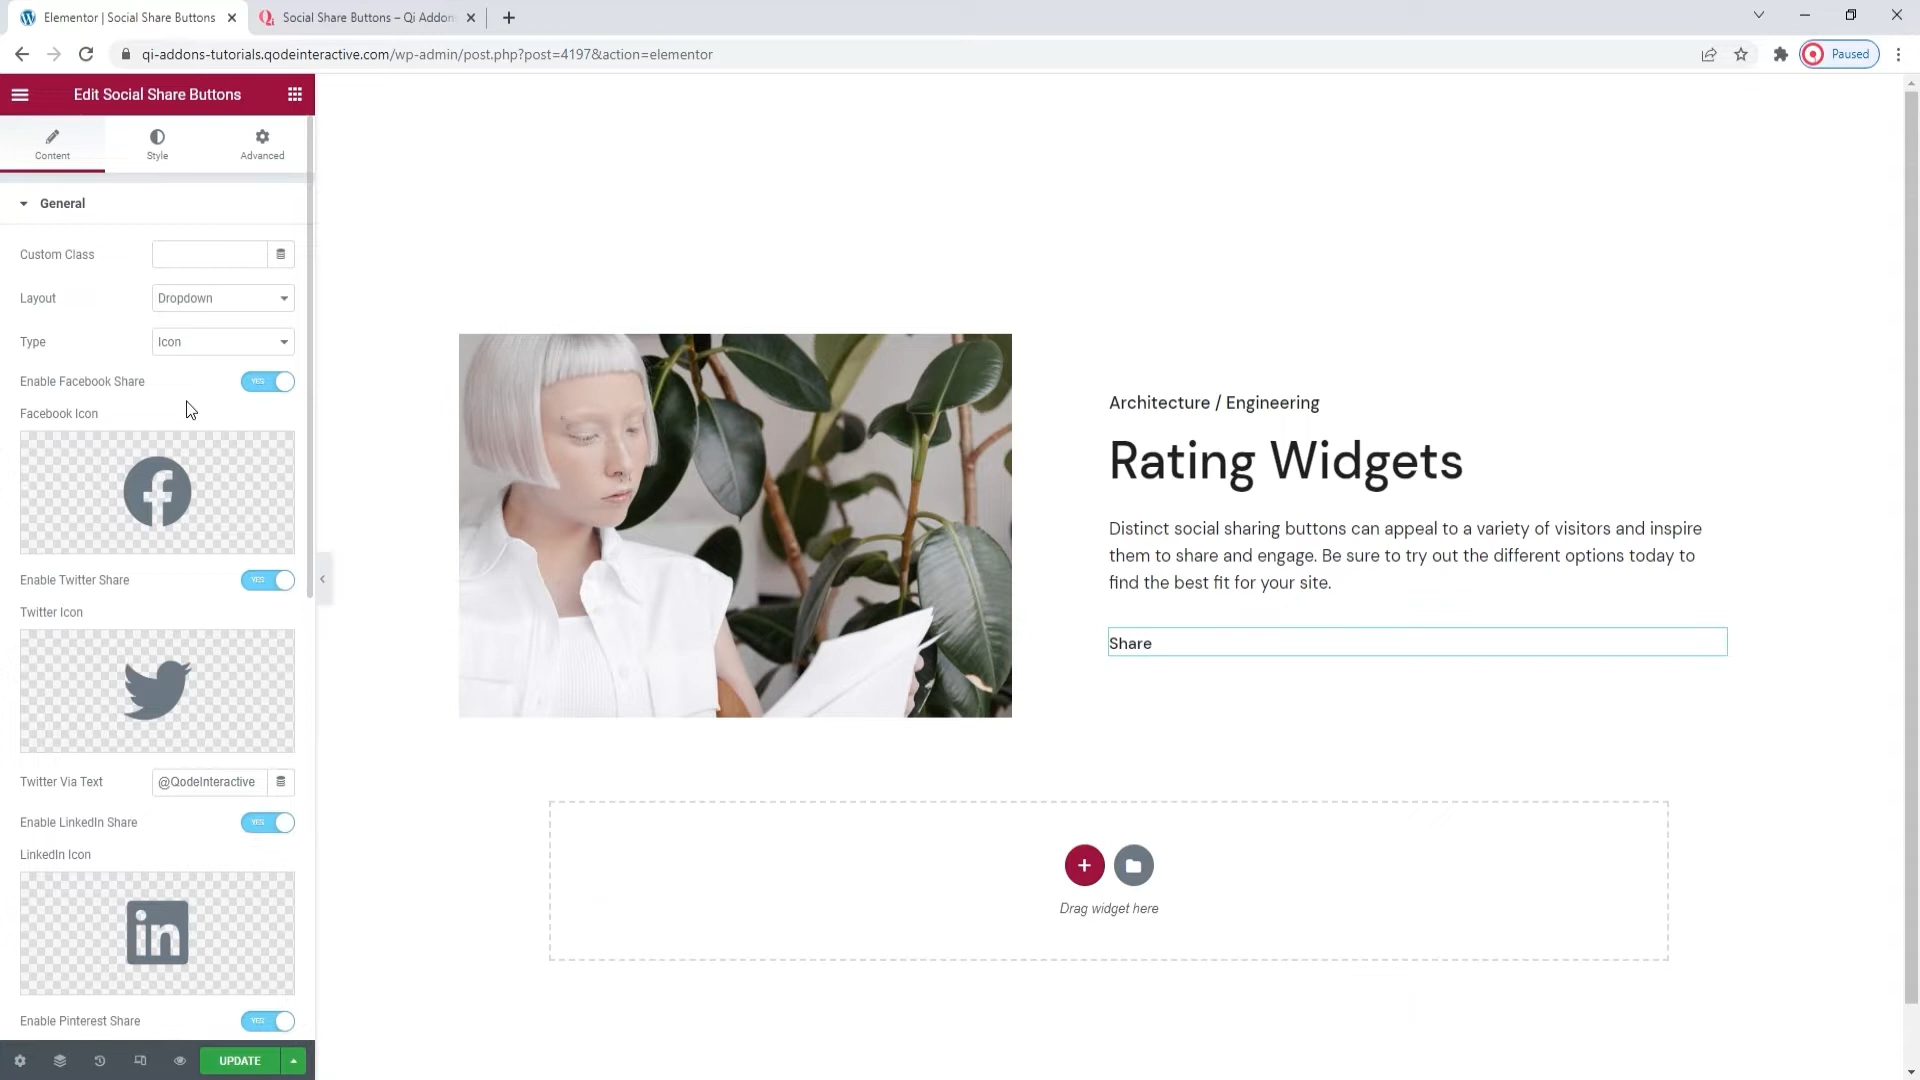 Elementor | Social Share Buttons
Social Share Buttons – Qi Addons
qi-addons-tutorials.qodeinteractive.com/wp-admin/post.php?post=4197&action=elementor
Paused
Edit Social Share Buttons
Content
Style
Advanced
General
Custom Class
Layout
Dropdown
Type
Icon
Enable Facebook Share
YES
Facebook Icon
Enable Twitter Share
YES
Twitter Icon
Twitter Via Text
@QodeInteractive
Enable LinkedIn Share
YES
LinkedIn Icon
Enable Pinterest Share
YES
UPDATE
Architecture / Engineering
Rating Widgets
Distinct social sharing buttons can appeal to a variety of visitors and inspire
them to share and engage. Be sure to try out the different options today to
find the best fit for your site.
Share
Drag widget here